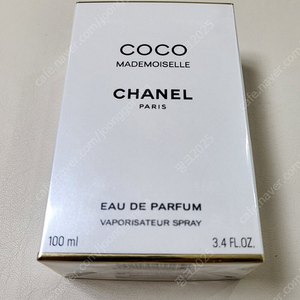 COCO
MADEMOISELLE
CHANEL
PARIS
EAU DE PARFUM
VAPORISATEUR SPRAY
100 ml 3.4 FL.OZ.